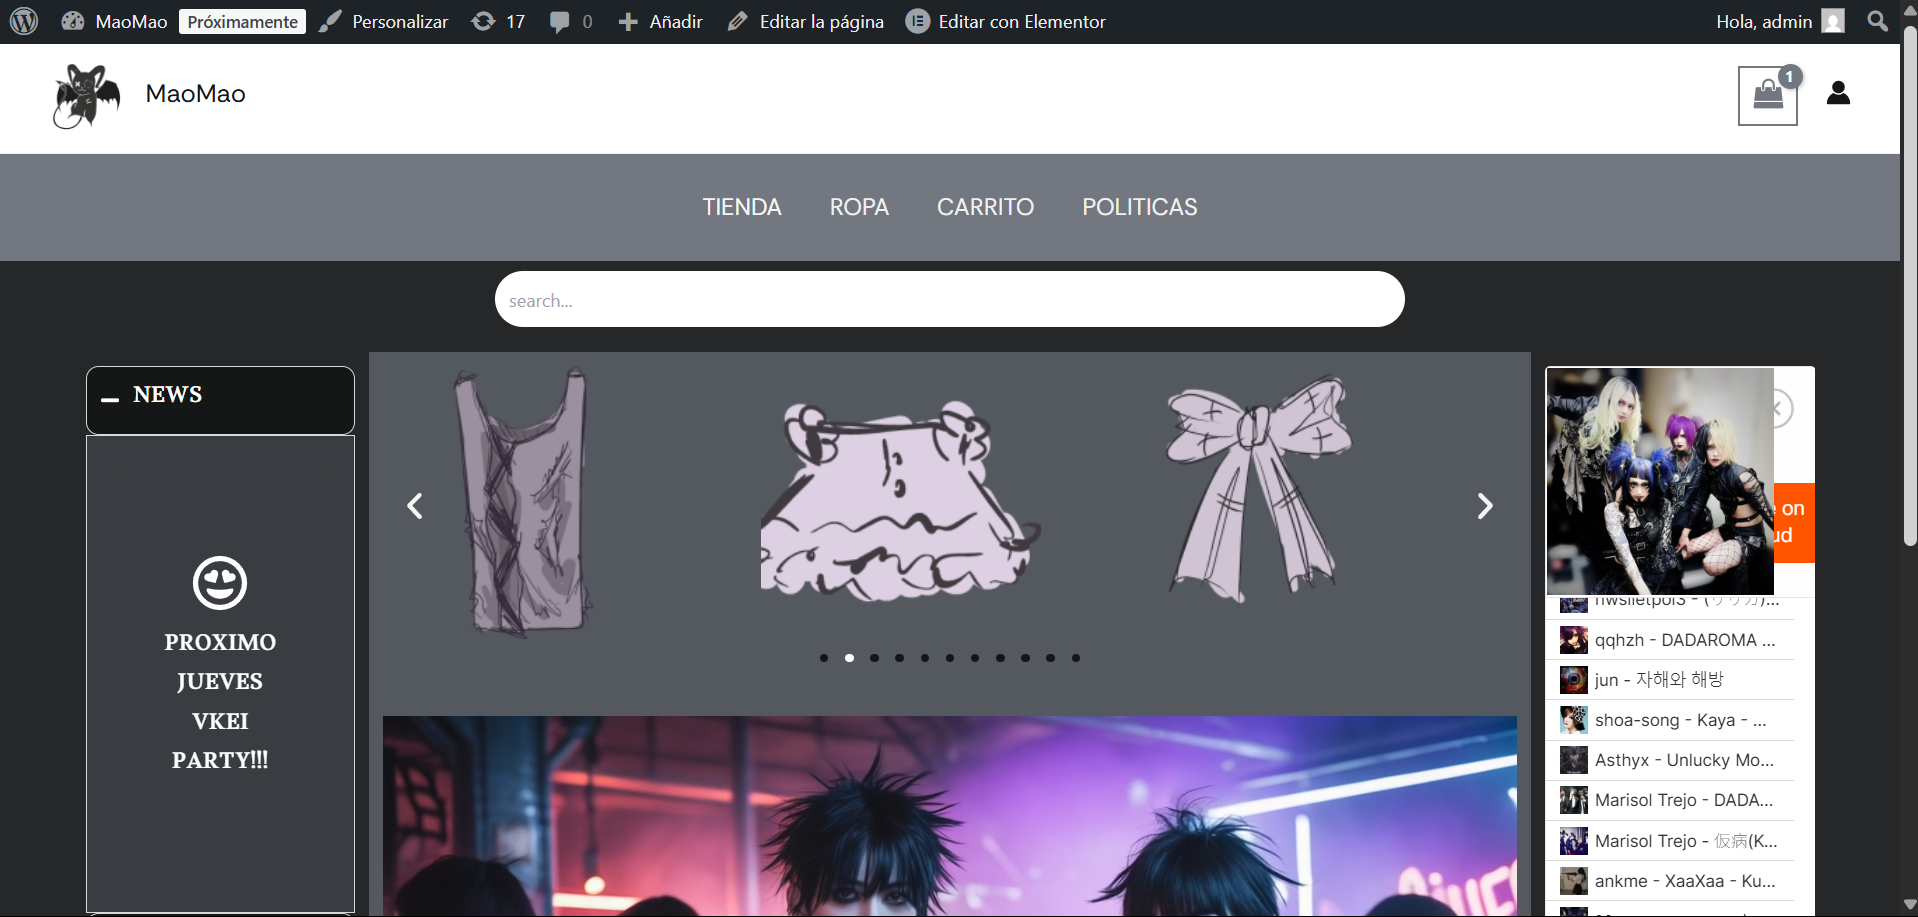 MaoMao
Próximamente
Personalizar
17
0
Añadir
Editar la página
Editar con Elementor
Hola, admin
MaoMao
1
TIENDA
ROPA
CARRITO
POLITICAS
search...
NEWS
PROXIMO
JUEVES
VKEI
PARTY!!!
on
qqhzh - DADAROMA ...
jun - 자해와 해방
shoa-song - Kaya - ...
Asthyx - Unlucky Mo...
Marisol Trejo - DADA...
Marisol Trejo - 仮病(K...
ankme - XaaXaa - Ku...